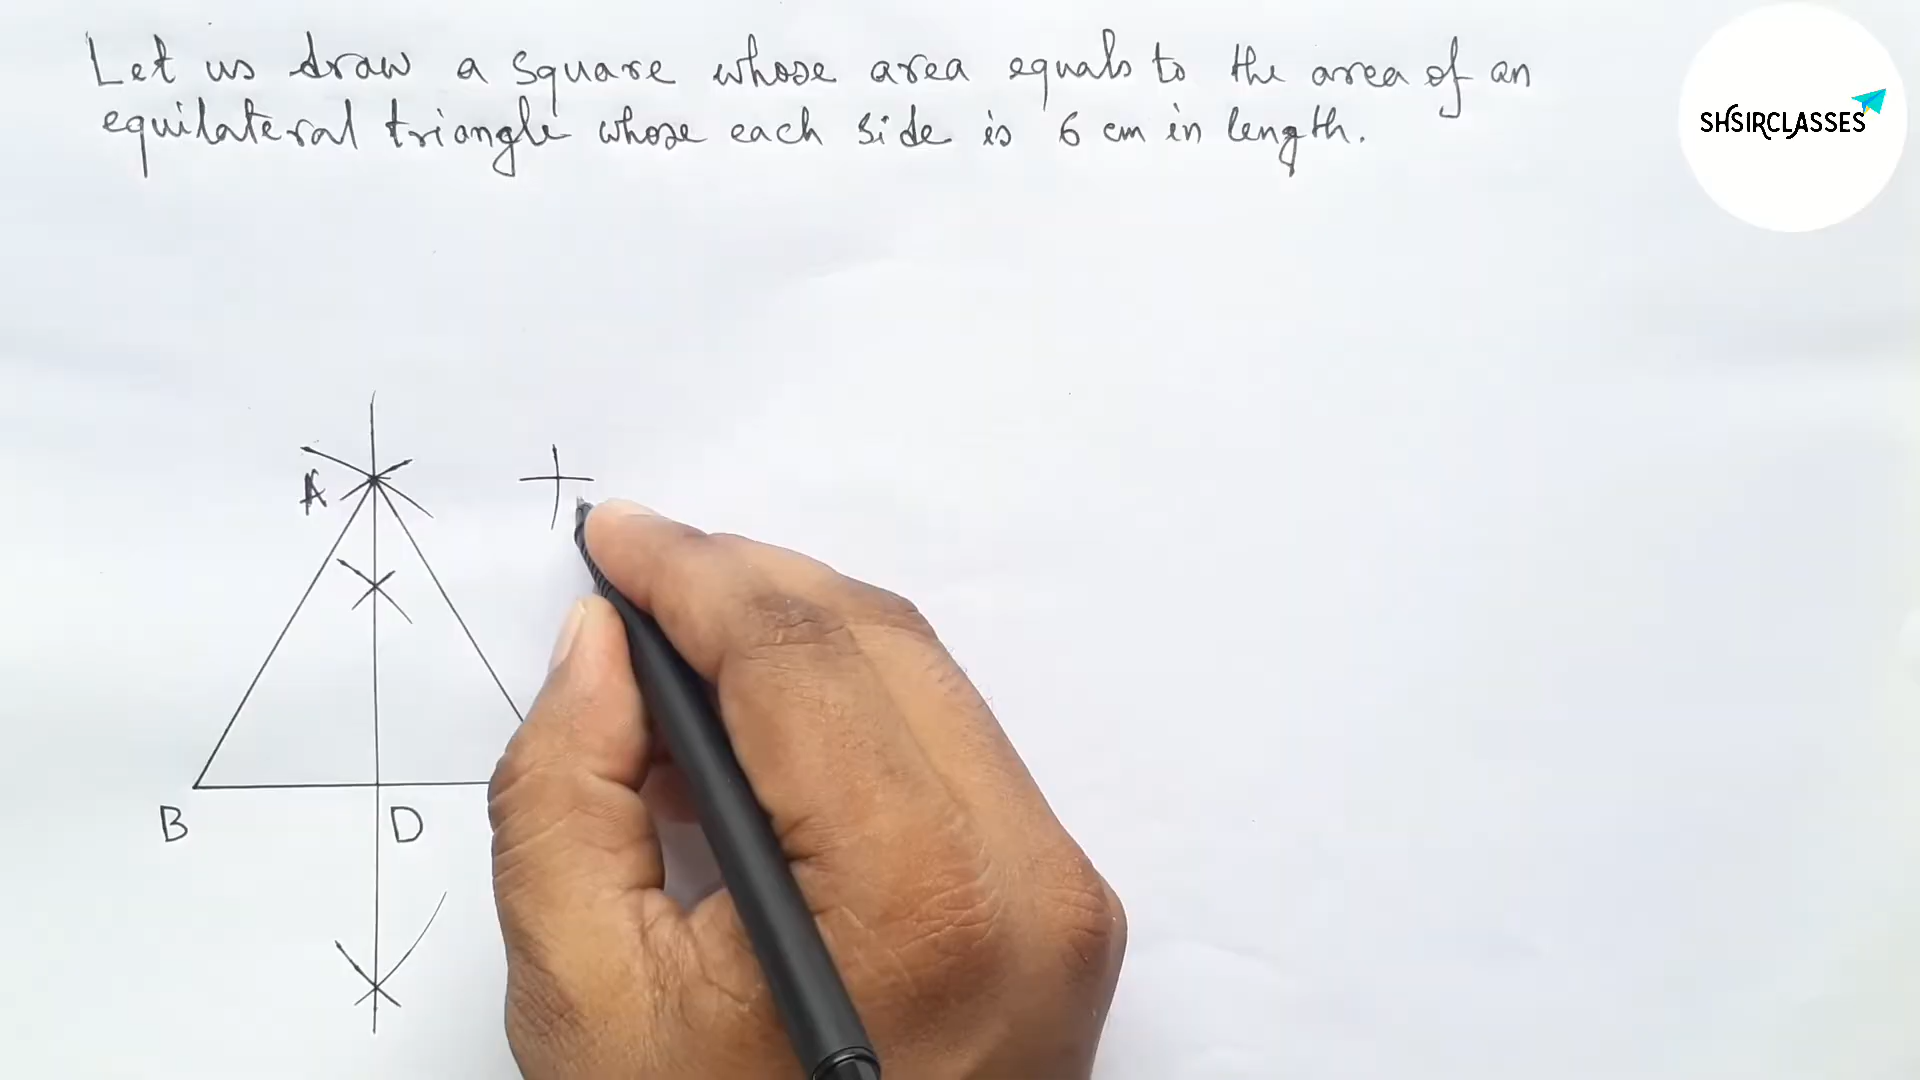 Let us draw a square whose area equals to the area of an
equilateral triangle whose each side is 6 cm in length.
SHSIRCLASSES
A
B
D